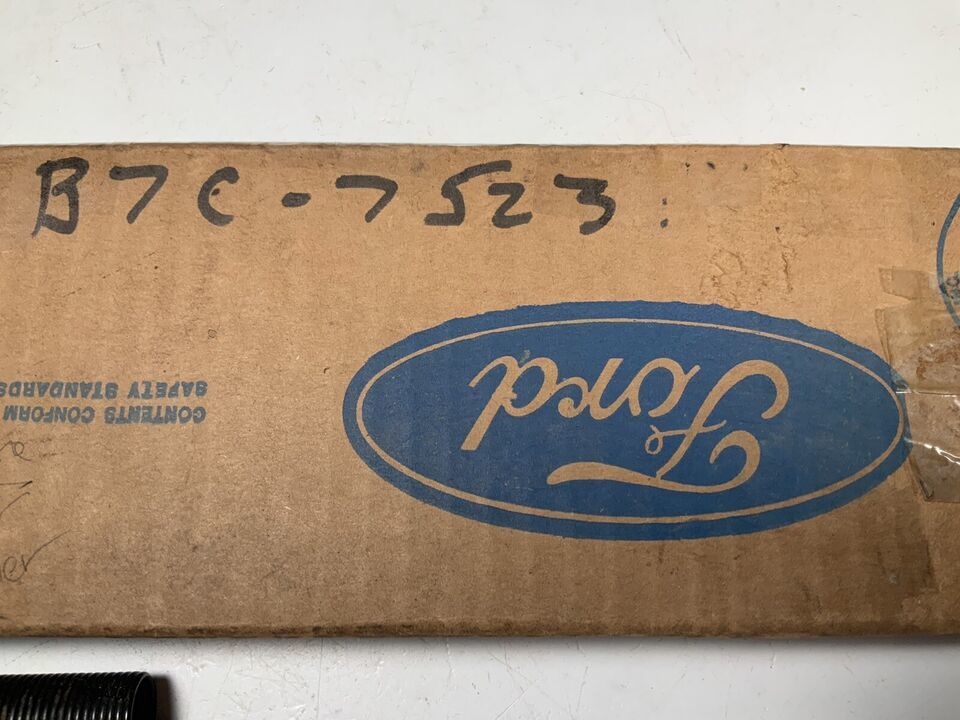 B7C-7523
Ford
CONTENTS CONFORM
SAFETY STANDARDS